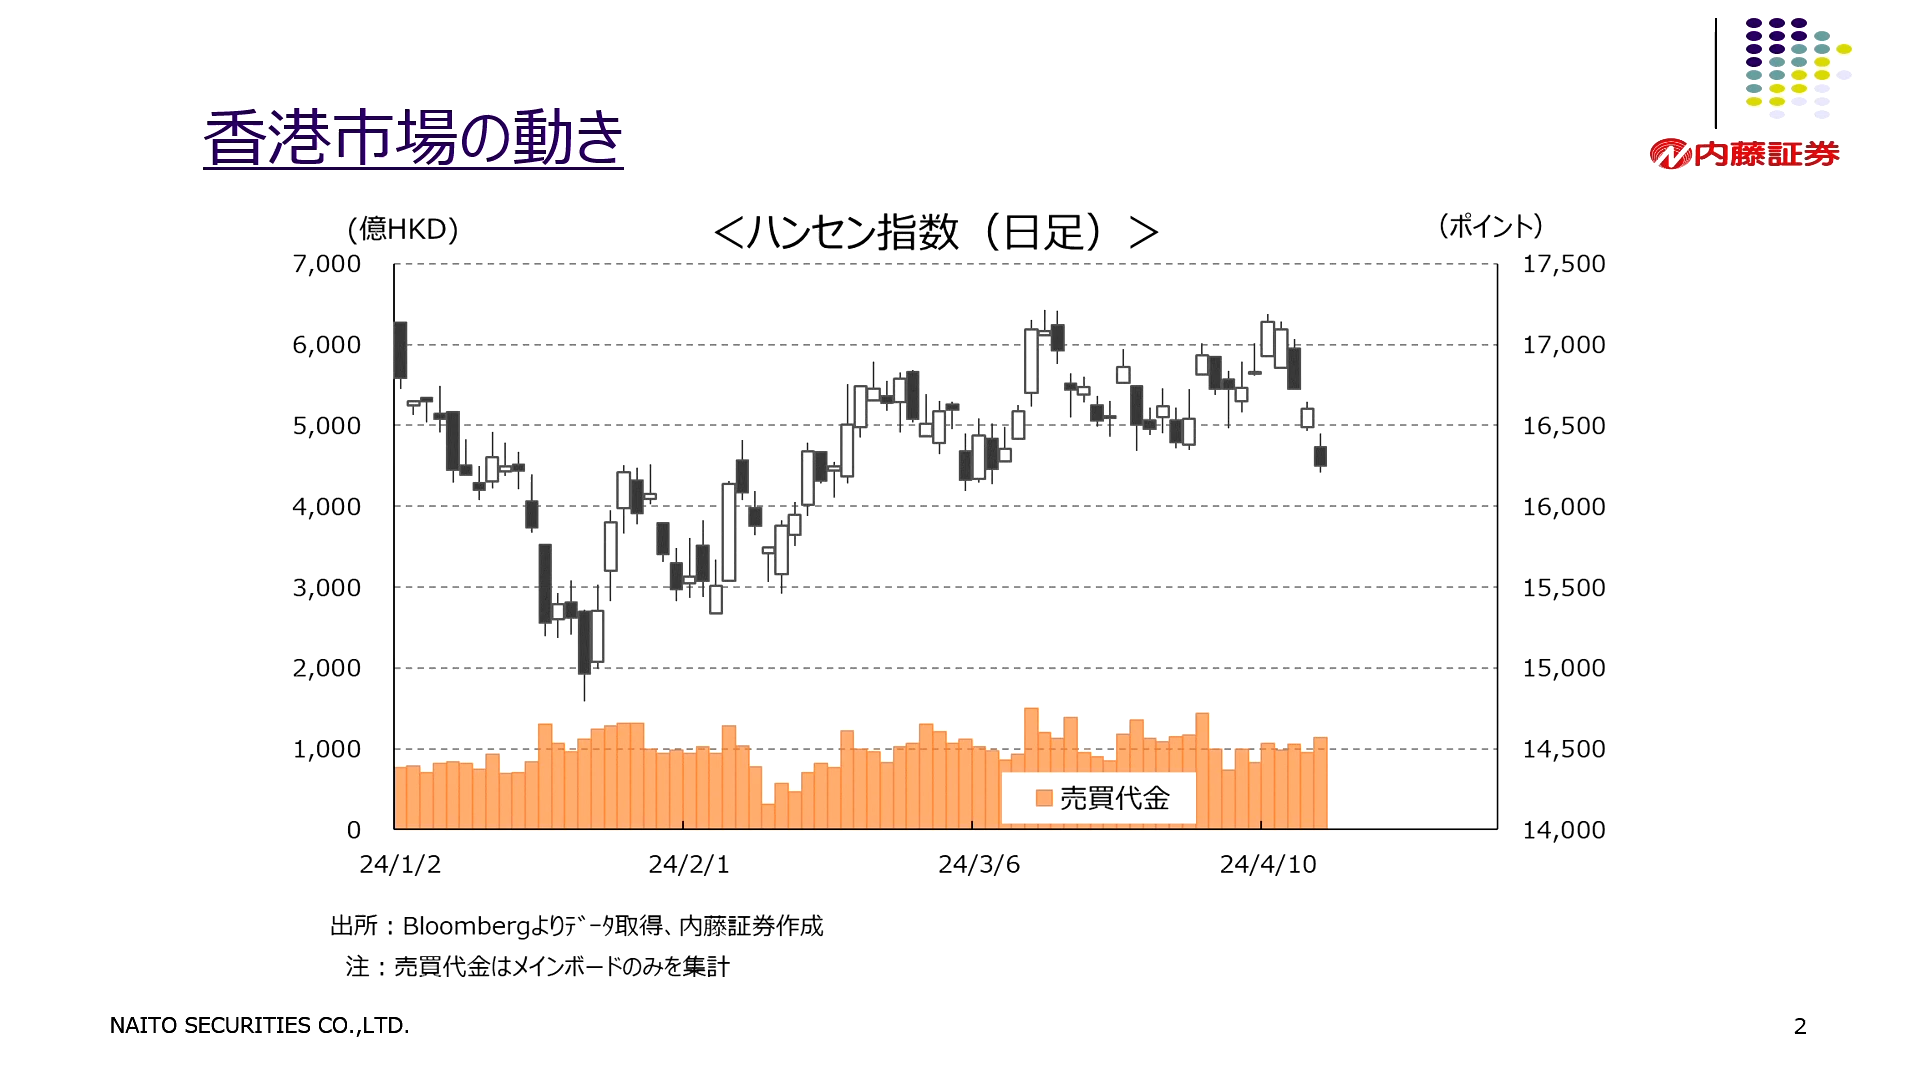 香港市場の動き
内藤証券
(億HKD)
＜ハンセン指数（日足）＞
（ポイント）
7,000
17,500
6,000
17,000
5,000
16,500
4,000
16,000
3,000
15,500
2,000
15,000
1,000
14,500
売買代金
0
14,000
24/1/2
24/2/1
24/3/6
24/4/10
出所：Bloombergよりﾃﾞｰﾀ取得、内藤証券作成
注：売買代金はメインボードのみを集計
NAITO SECURITIES CO.,LTD.
2